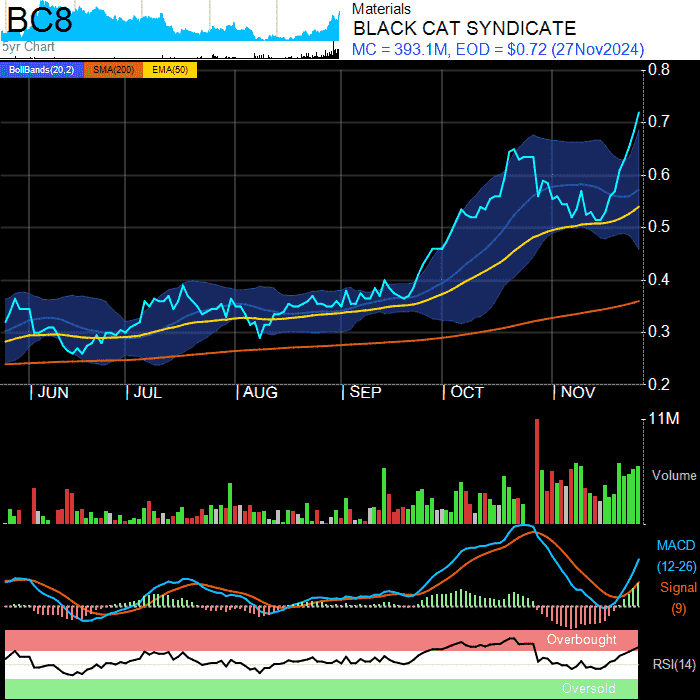 BC8
5yr Chart
Materials
BLACK CAT SYNDICATE
MC = 393.1M, EOD = $0.72 (27Nov2024)
BollBands(20,2) SMA(200) EMA(50)
0.8
0.7
0.6
0.5
0.4
0.3
0.2
JUN JUL AUG SEP OCT NOV
11M
Volume
MACD
(12-26)
Signal
(9)
Overbought
RSI(14)
Oversold